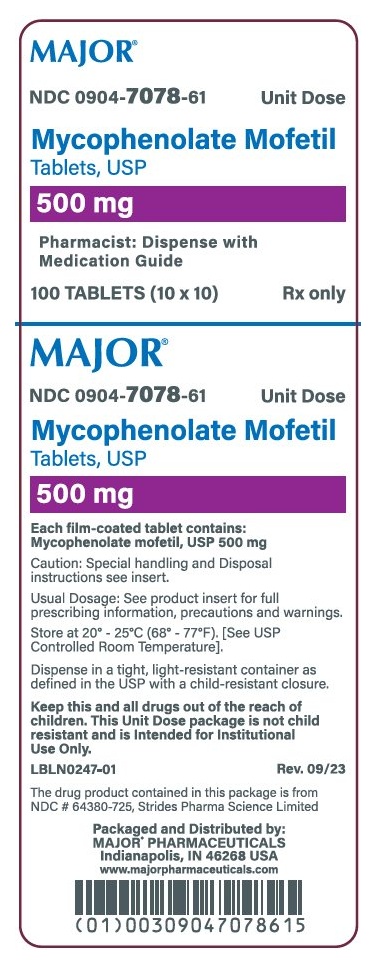 MAJOR®
NDC 0904-7078-61 Unit Dose
Mycophenolate Mofetil
Tablets, USP
500 mg
Pharmacist: Dispense with
Medication Guide
100 TABLETS (10 x 10) Rx only
MAJOR®
NDC 0904-7078-61 Unit Dose
Mycophenolate Mofetil
Tablets, USP
500 mg
Each film-coated tablet contains:
Mycophenolate mofetil, USP 500 mg
Caution: Special handling and Disposal
instructions see insert.
Usual Dosage: See product insert for full
prescribing information, precautions and warnings.
Store at 20° - 25°C (68° - 77°F). [See USP
Controlled Room Temperature].
Dispense in a tight, light-resistant container as
defined in the USP with a child-resistant closure.
Keep this and all drugs out of the reach of
children. This Unit Dose package is not child
resistant and is Intended for Institutional
Use Only.
LBLN0247-01 Rev. 09/23
The drug product contained in this package is from
NDC # 64380-725, Strides Pharma Science Limited
Packaged and Distributed by:
MAJOR® PHARMACEUTICALS
Indianapolis, IN 46268 USA
www.majorpharmaceuticals.com
(01)00309047078615